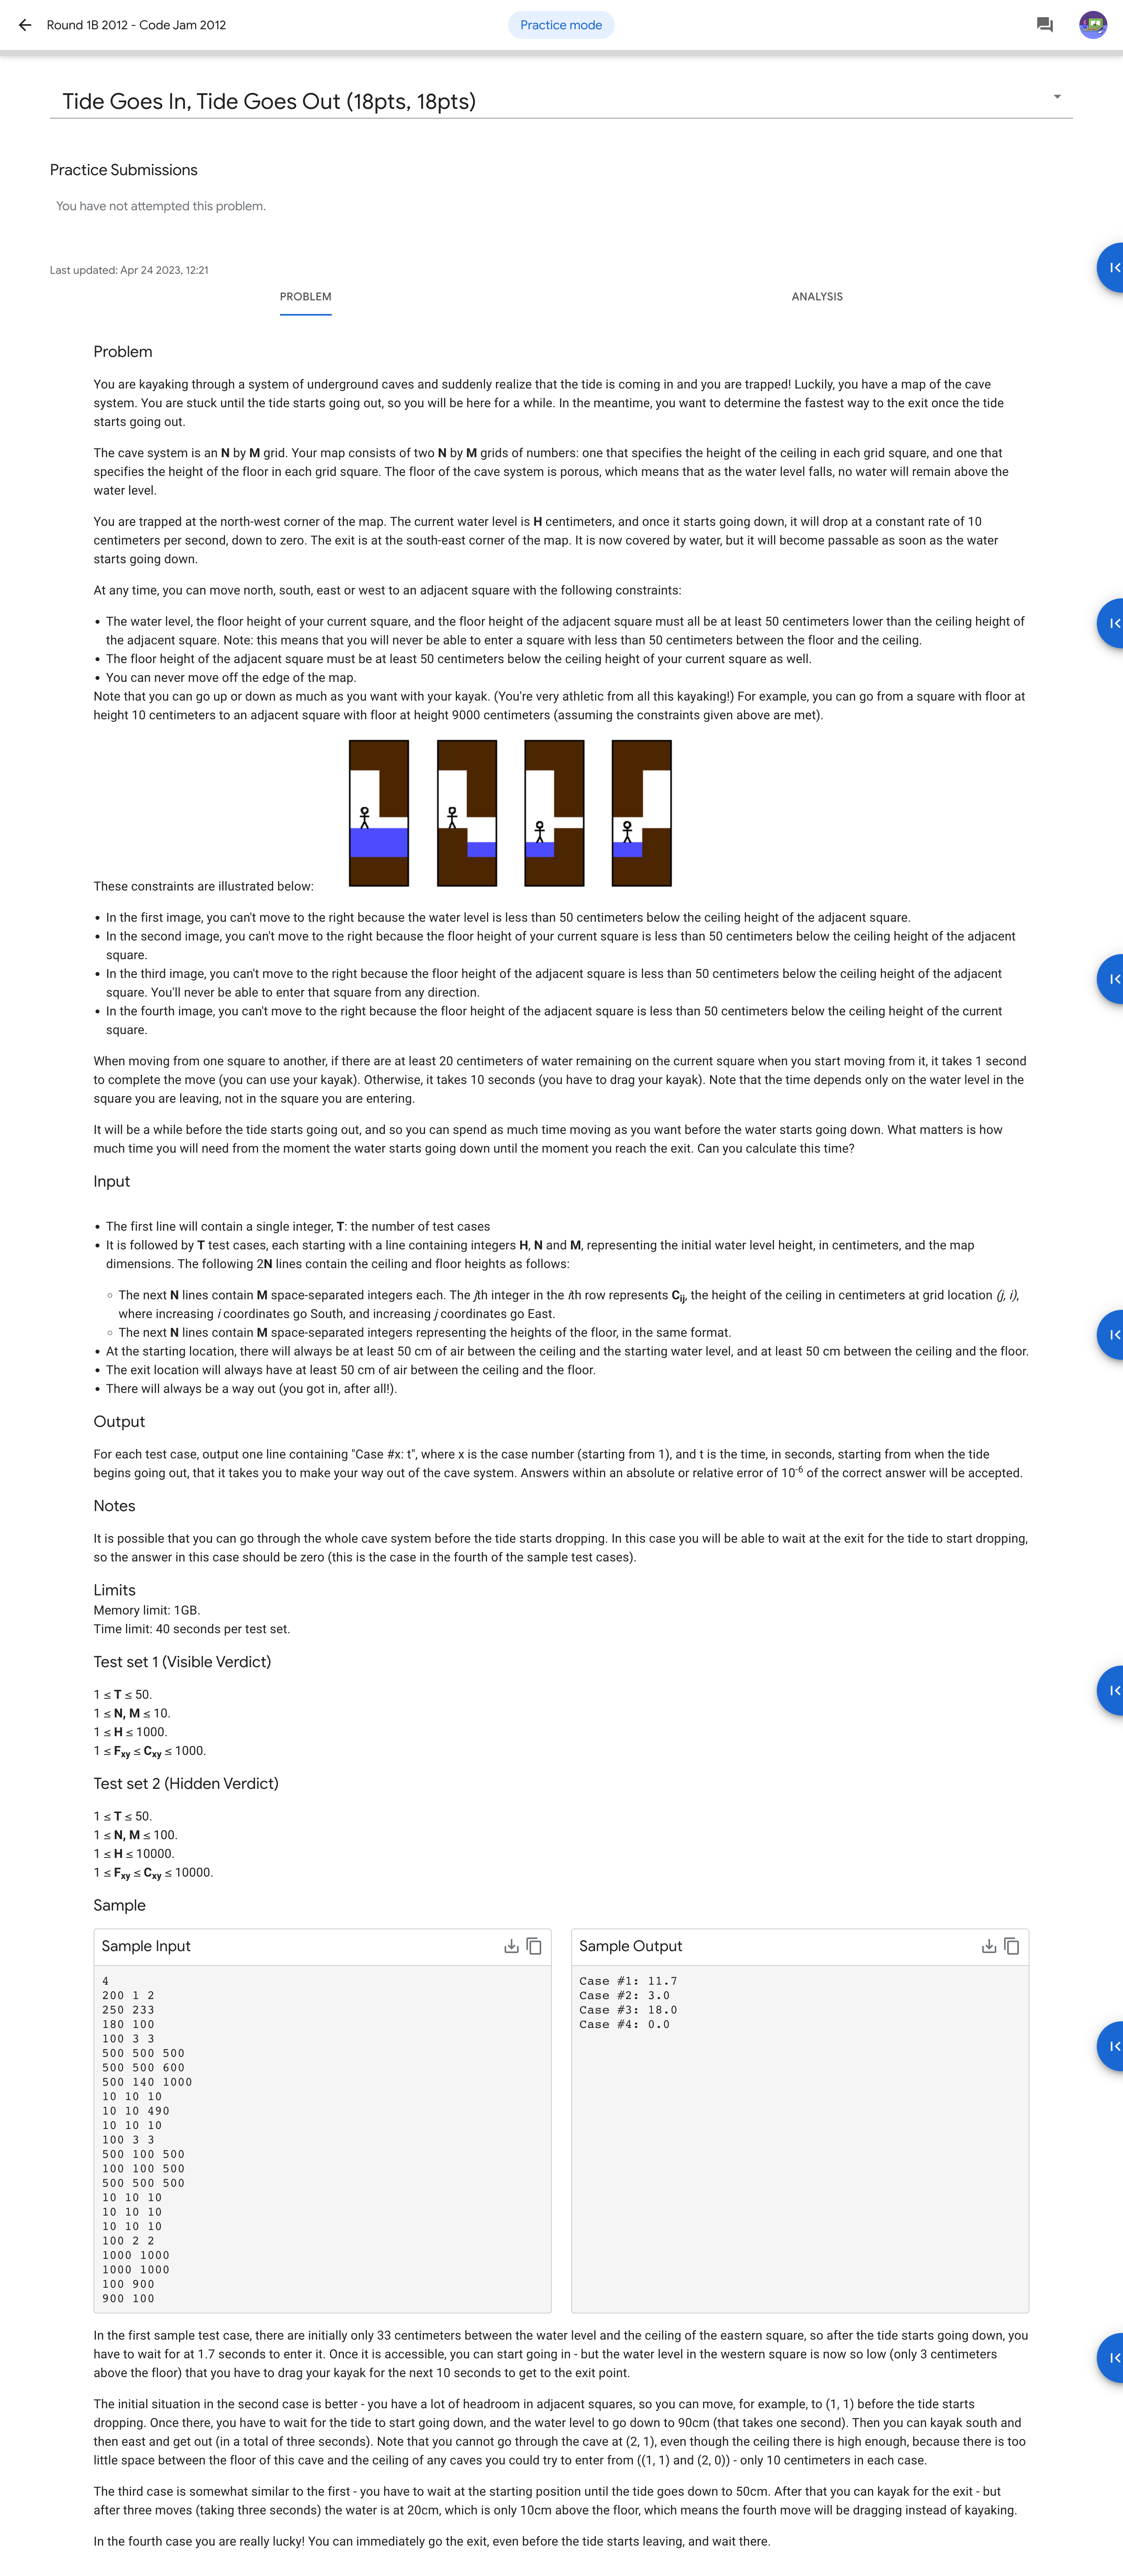 Round 1B 2012 - Code Jam 2012
Practice mode
Tide Goes In, Tide Goes Out (18pts, 18pts)
Practice Submissions
You have not attempted this problem.
Last updated: Apr 24 2023, 12:21
PROBLEM
ANALYSIS
Problem
You are kayaking through a system of underground caves and suddenly realize that the tide is coming in and you are trapped! Luckily, you have a map of the cave
system. You are stuck until the tide starts going out, so you will be here for a while. In the meantime, you want to determine the fastest way to the exit once the tide
starts going out.
The cave system is an N by M grid. Your map consists of two N by M grids of numbers: one that specifies the height of the ceiling in each grid square, and one that
specifies the height of the floor in each grid square. The floor of the cave system is porous, which means that as the water level falls, no water will remain above the
water level.
You are trapped at the north-west corner of the map. The current water level is H centimeters, and once it starts going down, it will drop at a constant rate of 10
centimeters per second, down to zero. The exit is at the south-east corner of the map. It is now covered by water, but it will become passable as soon as the water
starts going down.
At any time, you can move north, south, east or west to an adjacent square with the following constraints:
• The water level, the floor height of your current square, and the floor height of the adjacent square must all be at least 50 centimeters lower than the ceiling height of
the adjacent square. Note: this means that you will never be able to enter a square with less than 50 centimeters between the floor and the ceiling.
• The floor height of the adjacent square must be at least 50 centimeters below the ceiling height of your current square as well.
• You can never move off the edge of the map.
Note that you can go up or down as much as you want with your kayak. (You're very athletic from all this kayaking!) For example, you can go from a square with floor at
height 10 centimeters to an adjacent square with floor at height 9000 centimeters (assuming the constraints given above are met).
These constraints are illustrated below:
• In the first image, you can't move to the right because the water level is less than 50 centimeters below the ceiling height of the adjacent square.
• In the second image, you can't move to the right because the floor height of your current square is less than 50 centimeters below the ceiling height of the adjacent
square.
• In the third image, you can't move to the right because the floor height of the adjacent square is less than 50 centimeters below the ceiling height of the adjacent
square. You'll never be able to enter that square from any direction.
• In the fourth image, you can't move to the right because the floor height of the adjacent square is less than 50 centimeters below the ceiling height of the current
square.
When moving from one square to another, if there are at least 20 centimeters of water remaining on the current square when you start moving from it, it takes 1 second
to complete the move (you can use your kayak). Otherwise, it takes 10 seconds (you have to drag your kayak). Note that the time depends only on the water level in the
square you are leaving, not in the square you are entering.
It will be a while before the tide starts going out, and so you can spend as much time moving as you want before the water starts going down. What matters is how
much time you will need from the moment the water starts going down until the moment you reach the exit. Can you calculate this time?
Input
• The first line will contain a single integer, T: the number of test cases
• It is followed by T test cases, each starting with a line containing integers H, N and M, representing the initial water level height, in centimeters, and the map
dimensions. The following 2N lines contain the ceiling and floor heights as follows:
◦ The next N lines contain M space-separated integers each. The jth integer in the ith row represents Cij, the height of the ceiling in centimeters at grid location (j, i),
where increasing i coordinates go South, and increasing j coordinates go East.
◦ The next N lines contain M space-separated integers representing the heights of the floor, in the same format.
• At the starting location, there will always be at least 50 cm of air between the ceiling and the starting water level, and at least 50 cm between the ceiling and the floor.
• The exit location will always have at least 50 cm of air between the ceiling and the floor.
• There will always be a way out (you got in, after all!).
Output
For each test case, output one line containing "Case #x: t", where x is the case number (starting from 1), and t is the time, in seconds, starting from when the tide
begins going out, that it takes you to make your way out of the cave system. Answers within an absolute or relative error of 10-6 of the correct answer will be accepted.
Notes
It is possible that you can go through the whole cave system before the tide starts dropping. In this case you will be able to wait at the exit for the tide to start dropping,
so the answer in this case should be zero (this is the case in the fourth of the sample test cases).
Limits
Memory limit: 1GB.
Time limit: 40 seconds per test set.
Test set 1 (Visible Verdict)
1 ≤ T ≤ 50.
1 ≤ N, M ≤ 10.
1 ≤ H ≤ 1000.
1 ≤ Fxy ≤ Cxy ≤ 1000.
Test set 2 (Hidden Verdict)
1 ≤ T ≤ 50.
1 ≤ N, M ≤ 100.
1 ≤ H ≤ 10000.
1 ≤ Fxy ≤ Cxy ≤ 10000.
Sample
Sample Input
4
200 1 2
250 233
180 100
100 3 3
500 500 500
500 500 600
500 140 1000
10 10 10
10 10 490
10 10 10
100 3 3
500 100 500
100 100 500
500 500 500
10 10 10
10 10 10
10 10 10
100 2 2
1000 1000
1000 1000
100 900
900 100
Sample Output
Case #1: 11.7
Case #2: 3.0
Case #3: 18.0
Case #4: 0.0
In the first sample test case, there are initially only 33 centimeters between the water level and the ceiling of the eastern square, so after the tide starts going down, you
have to wait for at 1.7 seconds to enter it. Once it is accessible, you can start going in - but the water level in the western square is now so low (only 3 centimeters
above the floor) that you have to drag your kayak for the next 10 seconds to get to the exit point.
The initial situation in the second case is better - you have a lot of headroom in adjacent squares, so you can move, for example, to (1, 1) before the tide starts
dropping. Once there, you have to wait for the tide to start going down, and the water level to go down to 90cm (that takes one second). Then you can kayak south and
then east and get out (in a total of three seconds). Note that you cannot go through the cave at (2, 1), even though the ceiling there is high enough, because there is too
little space between the floor of this cave and the ceiling of any caves you could try to enter from ((1, 1) and (2, 0)) - only 10 centimeters in each case.
The third case is somewhat similar to the first - you have to wait at the starting position until the tide goes down to 50cm. After that you can kayak for the exit - but
after three moves (taking three seconds) the water is at 20cm, which is only 10cm above the floor, which means the fourth move will be dragging instead of kayaking.
In the fourth case you are really lucky! You can immediately go the exit, even before the tide starts leaving, and wait there.